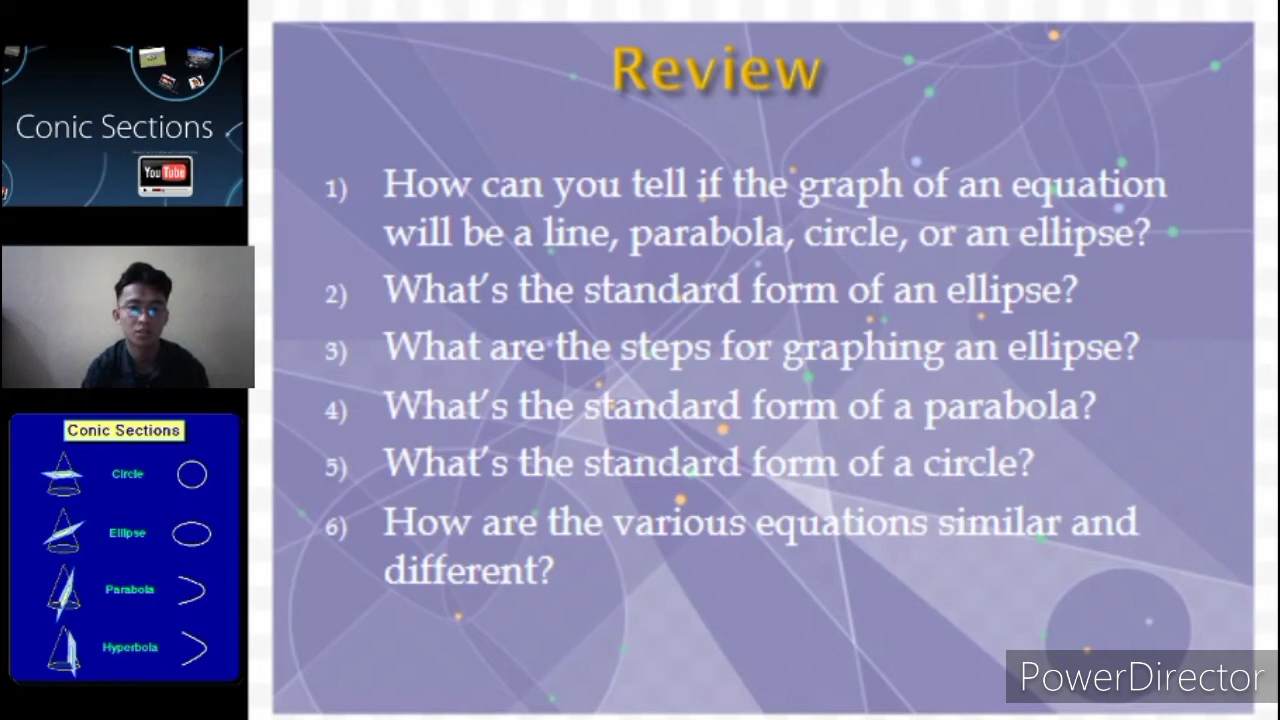 Conic Sections
You Tube
Conic Sections
Circle
Ellipse
Parabola
Hyperbola
Review
1) How can you tell if the graph of an equation
will be a line, parabola, circle, or an ellipse?
2) What's the standard form of an ellipse?
3) What are the steps for graphing an ellipse?
4) What's the standard form of a parabola?
5) What's the standard form of a circle?
6) How are the various equations similar and
different?
PowerDirector